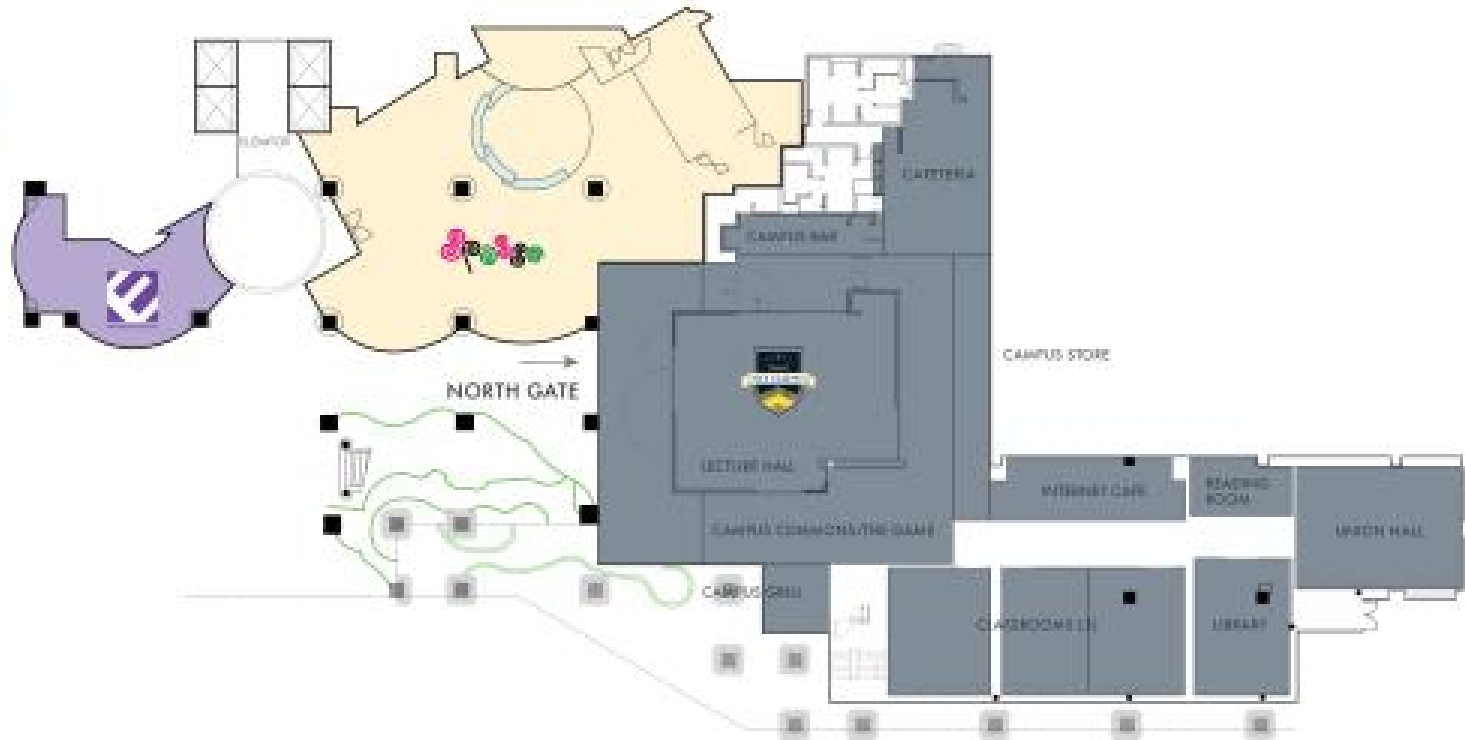 CAFETERIA
CAMPUS BAR
CAMPUS STORE
NORTH GATE
LECTURE HALL
INTERNET CAFE
READING
ROOM
CAMPUS COMMONS/THE GAME
UNION HALL
CAMPUS GRILL
LIBRARY